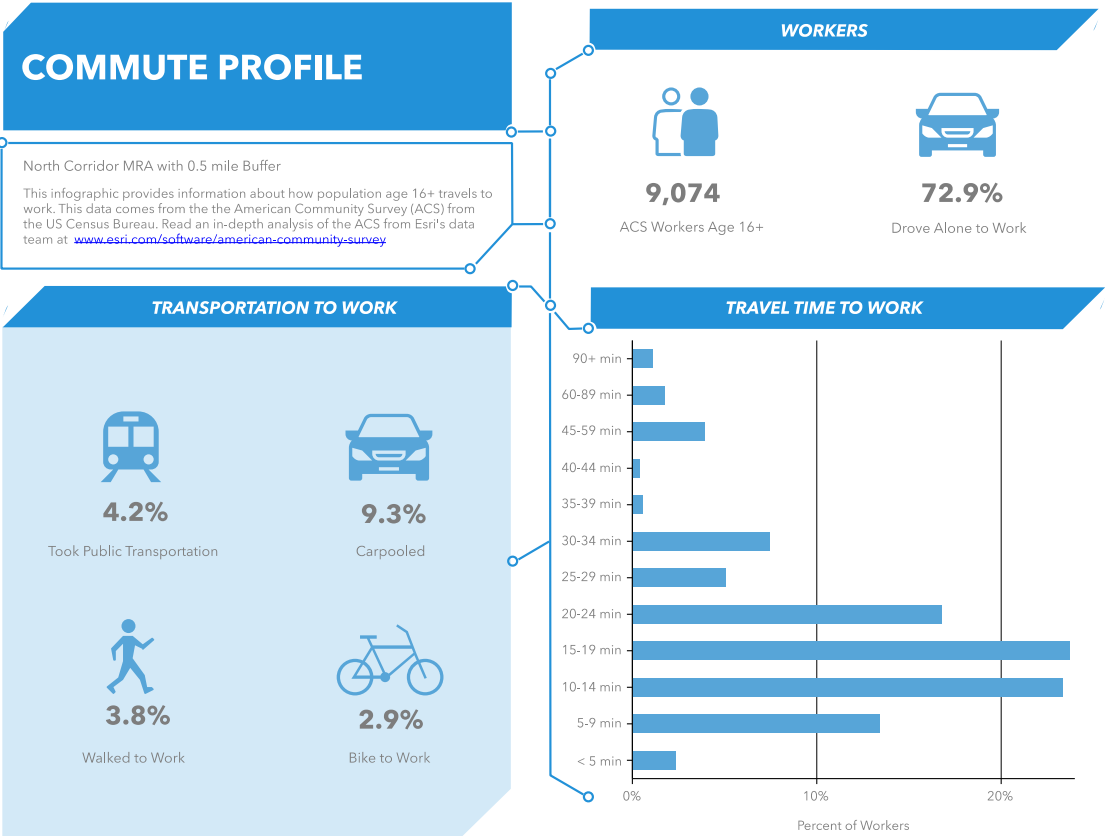 COMMUTE PROFILE
North Corridor MRA with 0.5 mile Buffer
This infographic provides information about how population age 16+ travels to
work. This data comes from the the American Community Survey (ACS) from
the US Census Bureau. Read an in-depth analysis of the ACS from Esri's data
team at www.esri.com/software/american-community-survey
WORKERS
9,074
ACS Workers Age 16+
72.9%
Drove Alone to Work
TRANSPORTATION TO WORK
4.2%
Took Public Transportation
9.3%
Carpooled
3.8%
Walked to Work
2.9%
Bike to Work
TRAVEL TIME TO WORK
90+ min
60-89 min
45-59 min
40-44 min
35-39 min
30-34 min
25-29 min
20-24 min
15-19 min
10-14 min
5-9 min
< 5 min
0% 10% 20%
Percent of Workers